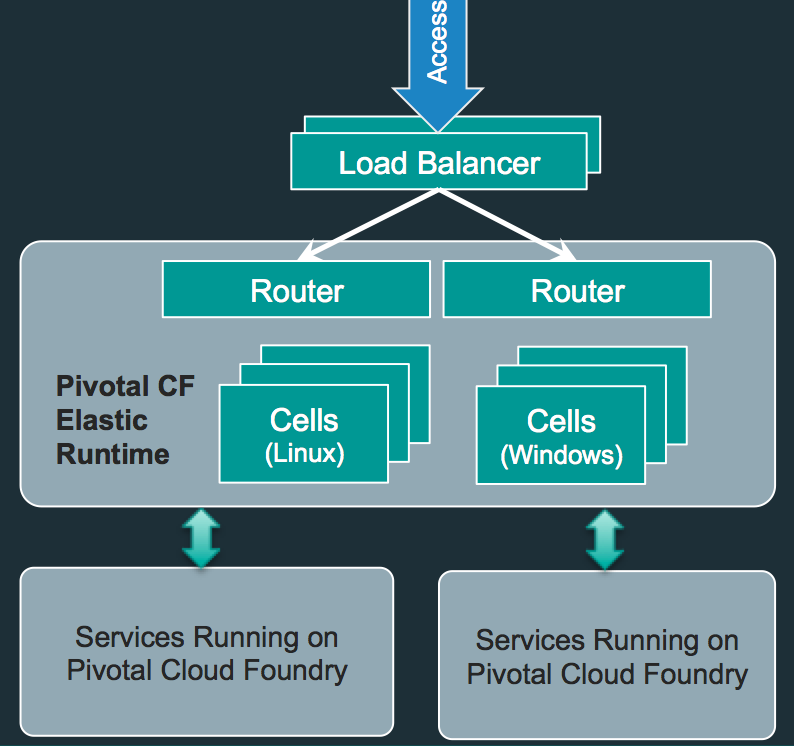 Access
Load Balancer
Router
Router
Pivotal CF
Elastic
Runtime
Cells
(Linux)
Cells
(Windows)
Services Running on
Pivotal Cloud Foundry
Services Running on
Pivotal Cloud Foundry